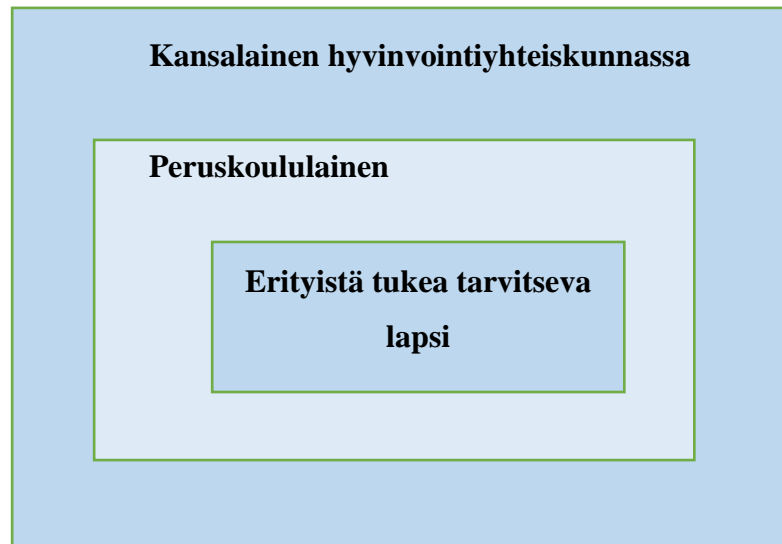 Kansalainen hyvinvointiyhteiskunnassa
Peruskoululainen
Erityistä tukea tarvitseva
lapsi